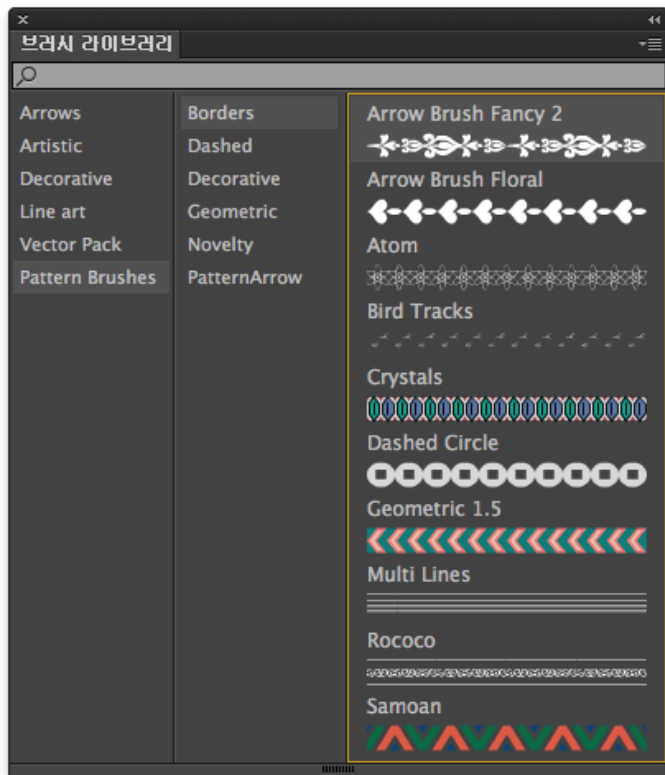 브러시 라이브러리
Arrows
Artistic
Decorative
Line art
Vector Pack
Pattern Brushes
Borders
Dashed
Decorative
Geometric
Novelty
PatternArrow
Arrow Brush Fancy 2
Arrow Brush Floral
Atom
Bird Tracks
Crystals
Dashed Circle
Geometric 1.5
Multi Lines
Rococo
Samoan